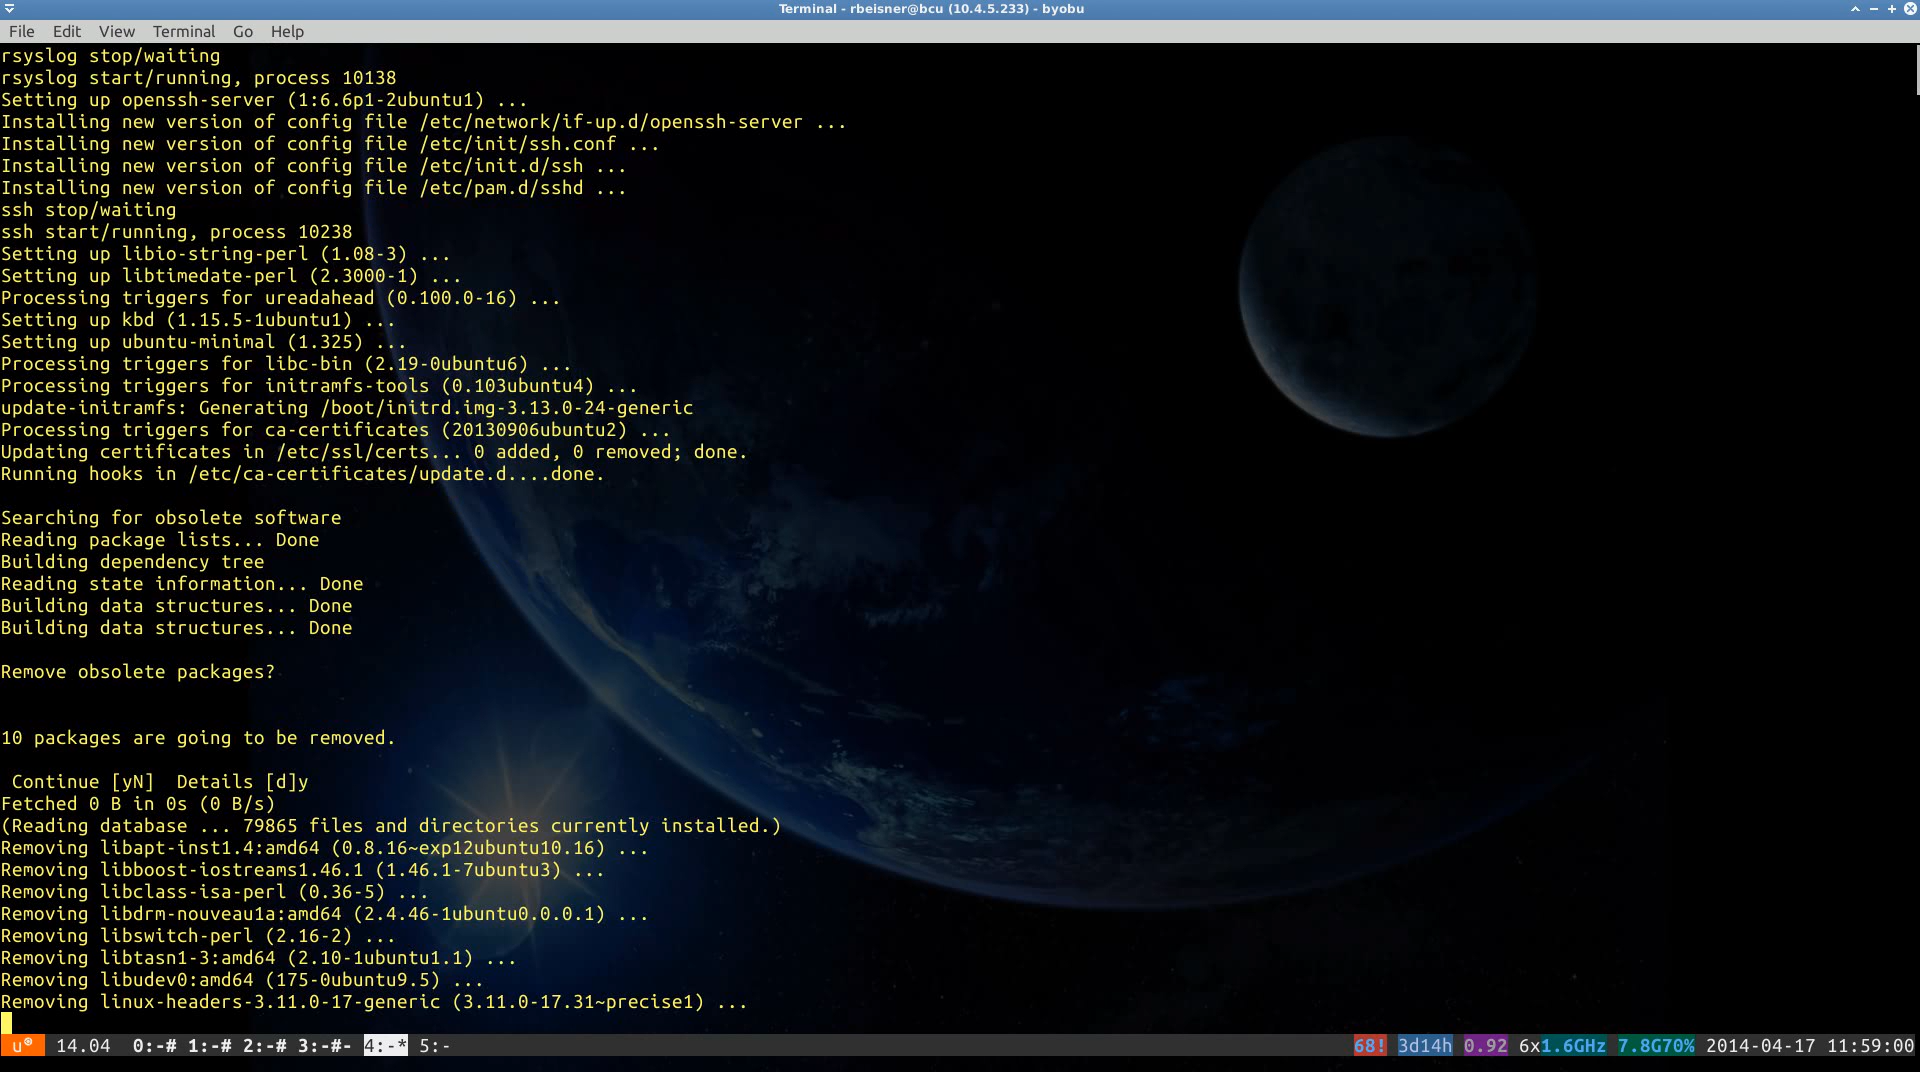 Terminal - rbeisner@bcu (10.4.5.233) - byobu
File Edit View Terminal Go Help
rsyslog stop/waiting
rsyslog start/running, process 10138
Setting up openssh-server (1:6.6p1-2ubuntu1) ...
Installing new version of config file /etc/network/if-up.d/openssh-server ...
Installing new version of config file /etc/init/ssh.conf ...
Installing new version of config file /etc/init.d/ssh ...
Installing new version of config file /etc/pam.d/sshd ...
ssh stop/waiting
ssh start/running, process 10238
Setting up libio-string-perl (1.08-3) ...
Setting up libtimedate-perl (2.3000-1) ...
Processing triggers for ureadahead (0.100.0-16) ...
Setting up kbd (1.15.5-1ubuntu1) ...
Setting up ubuntu-minimal (1.325) ...
Processing triggers for libc-bin (2.19-0ubuntu6) ...
Processing triggers for initramfs-tools (0.103ubuntu4) ...
update-initramfs: Generating /boot/initrd.img-3.13.0-24-generic
Processing triggers for ca-certificates (20130906ubuntu2) ...
Updating certificates in /etc/ssl/certs... 0 added, 0 removed; done.
Running hooks in /etc/ca-certificates/update.d....done.
Searching for obsolete software
Reading package lists... Done
Building dependency tree
Reading state information... Done
Building data structures... Done
Building data structures... Done
Remove obsolete packages?
10 packages are going to be removed.
Continue [yN]  Details [d]y
Fetched 0 B in 0s (0 B/s)
(Reading database ... 79865 files and directories currently installed.)
Removing libapt-inst1.4:amd64 (0.8.16~exp12ubuntu10.16) ...
Removing libboost-iostreams1.46.1 (1.46.1-7ubuntu3) ...
Removing libclass-isa-perl (0.36-5) ...
Removing libdrm-nouveau1a:amd64 (2.4.46-1ubuntu0.0.0.1) ...
Removing libswitch-perl (2.16-2) ...
Removing libtasn1-3:amd64 (2.10-1ubuntu1.1) ...
Removing libudev0:amd64 (175-0ubuntu9.5) ...
Removing linux-headers-3.11.0-17-generic (3.11.0-17.31~precise1) ...
u® 14.04 0:-# 1:-# 2:-# 3:-#- 4:-* 5:- 68! 3d14h 0.92 6x1.6GHz 7.8G70% 2014-04-17 11:59:00